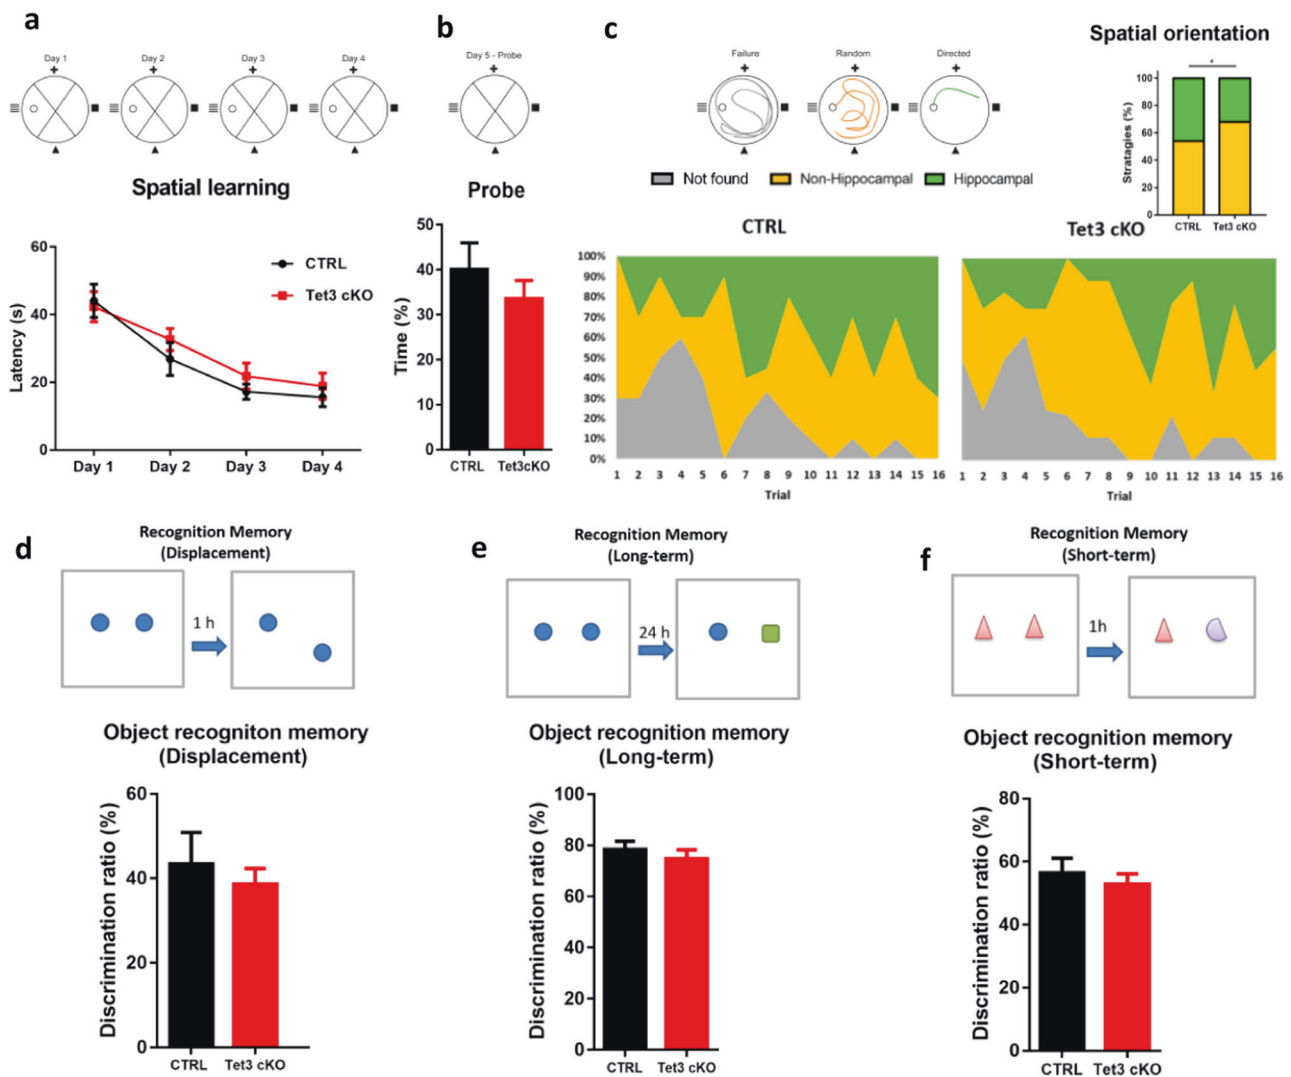 a
Day 1
Day 2
Day 3
Day 4
Spatial learning
60
40
20
0
Latency (s)
CTRL
Tet3 cKO
Day 1
Day 2
Day 3
Day 4
b
Day 5 - Probe
Probe
50
40
30
20
10
0
Time (%)
CTRL
Tet3cKO
c
Failure
Random
Directed
Not found
Non-Hippocampal
Hippocampal
Spatial orientation
*
100
80
60
40
20
0
Stratagies (%)
CTRL
Tet3 cKO
CTRL
100%
90%
80%
70%
60%
50%
40%
30%
20%
10%
0%
1 2 3 4 5 6 7 8 9 10 11 12 13 14 15 16
Trial
Tet3 cKO
1 2 3 4 5 6 7 8 9 10 11 12 13 14 15 16
Trial
d
Recognition Memory
(Displacement)
1 h
Object recogniton memory
(Displacement)
60
40
20
0
Discrimination ratio (%)
CTRL
Tet3 cKO
e
Recognition Memory
(Long-term)
24 h
Object recognition memory
(Long-term)
100
80
60
40
20
0
Discrimination ratio (%)
CTRL
Tet3 cKO
f
Recognition Memory
(Short-term)
1h
Object recognition memory
(Short-term)
80
60
40
20
0
Discrimination ratio (%)
CTRL
Tet3 cKO